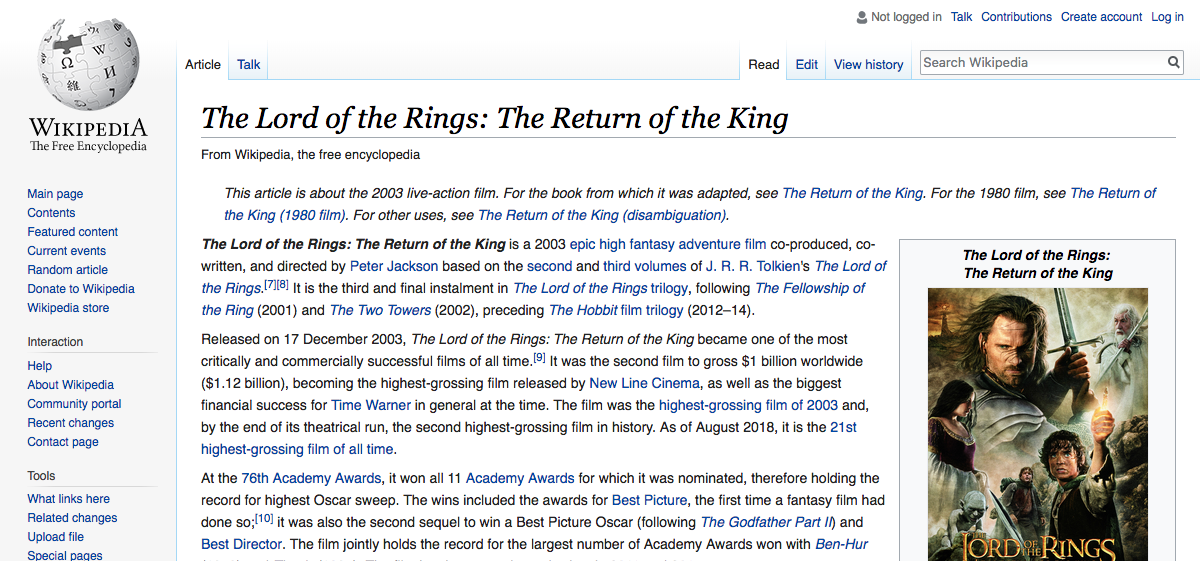 Not logged in Talk Contributions Create account Log in
Article Talk Read Edit View history Search Wikipedia
WIKIPEDIA
The Free Encyclopedia
Main page
Contents
Featured content
Current events
Random article
Donate to Wikipedia
Wikipedia store
Interaction
Help
About Wikipedia
Community portal
Recent changes
Contact page
Tools
What links here
Related changes
Upload file
Special pages
The Lord of the Rings: The Return of the King
From Wikipedia, the free encyclopedia
This article is about the 2003 live-action film. For the book from which it was adapted, see The Return of the King. For the 1980 film, see The Return of
the King (1980 film). For other uses, see The Return of the King (disambiguation).
The Lord of the Rings: The Return of the King is a 2003 epic high fantasy adventure film co-produced, co-
written, and directed by Peter Jackson based on the second and third volumes of J. R. R. Tolkien's The Lord of
the Rings.[7][8] It is the third and final instalment in The Lord of the Rings trilogy, following The Fellowship of
the Ring (2001) and The Two Towers (2002), preceding The Hobbit film trilogy (2012–14).
Released on 17 December 2003, The Lord of the Rings: The Return of the King became one of the most
critically and commercially successful films of all time.[9] It was the second film to gross $1 billion worldwide
($1.12 billion), becoming the highest-grossing film released by New Line Cinema, as well as the biggest
financial success for Time Warner in general at the time. The film was the highest-grossing film of 2003 and,
by the end of its theatrical run, the second highest-grossing film in history. As of August 2018, it is the 21st
highest-grossing film of all time.
At the 76th Academy Awards, it won all 11 Academy Awards for which it was nominated, therefore holding the
record for highest Oscar sweep. The wins included the awards for Best Picture, the first time a fantasy film had
done so;[10] it was also the second sequel to win a Best Picture Oscar (following The Godfather Part II) and
Best Director. The film jointly holds the record for the largest number of Academy Awards won with Ben-Hur
The Lord of the Rings:
The Return of the King
THE
LORD OF THE RINGS